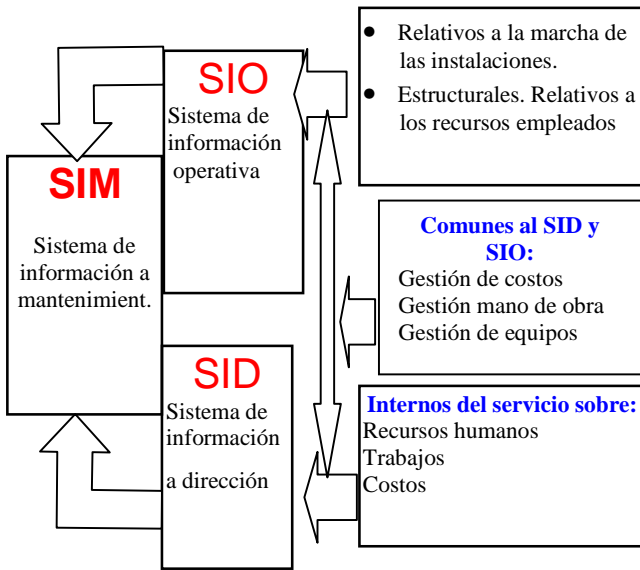 SIO
Sistema de
información
operativa
SIM
Sistema de
información a
mantenimient.
SID
Sistema de
información
a dirección
• Relativos a la marcha de
las instalaciones.
• Estructurales. Relativos a
los recursos empleados
Comunes al SID y
SIO:
Gestión de costos
Gestión mano de obra
Gestión de equipos
Internos del servicio sobre:
Recursos humanos
Trabajos
Costos